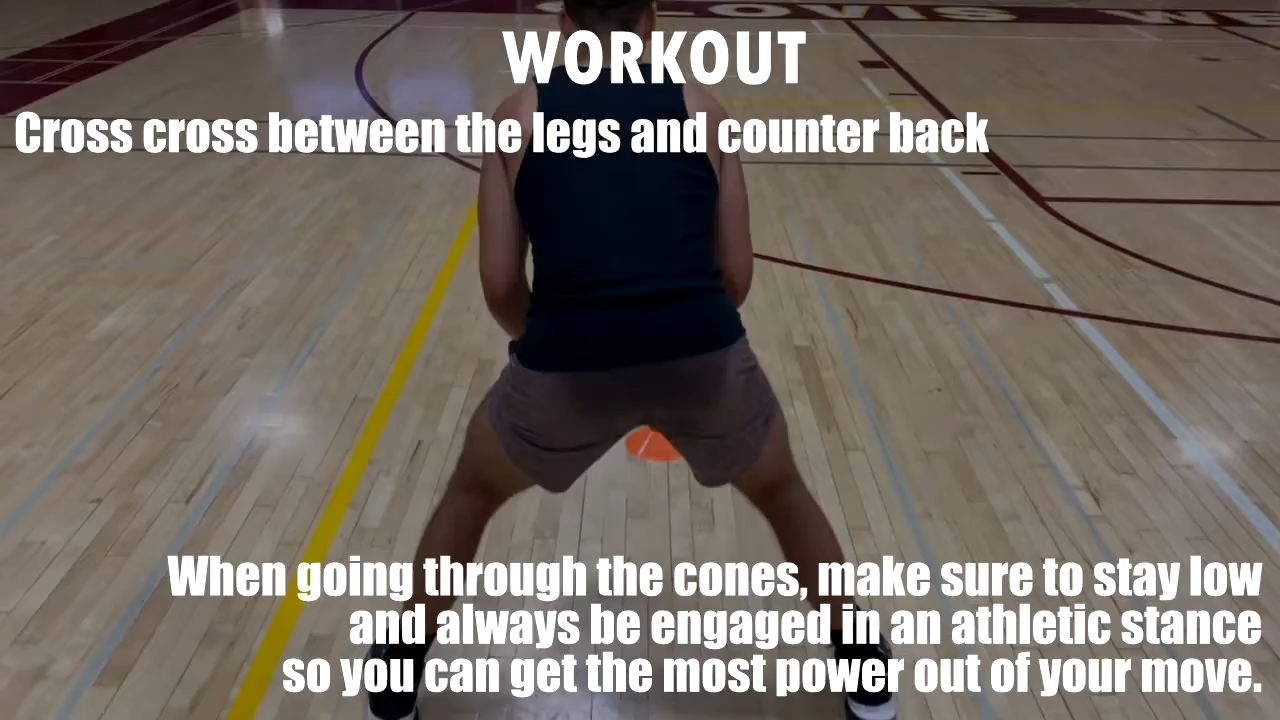 CLOVIS WE
WORKOUT
Cross cross between the legs and counter back
When going through the cones, make sure to stay low
and always be engaged in an athletic stance
so you can get the most power out of your move.